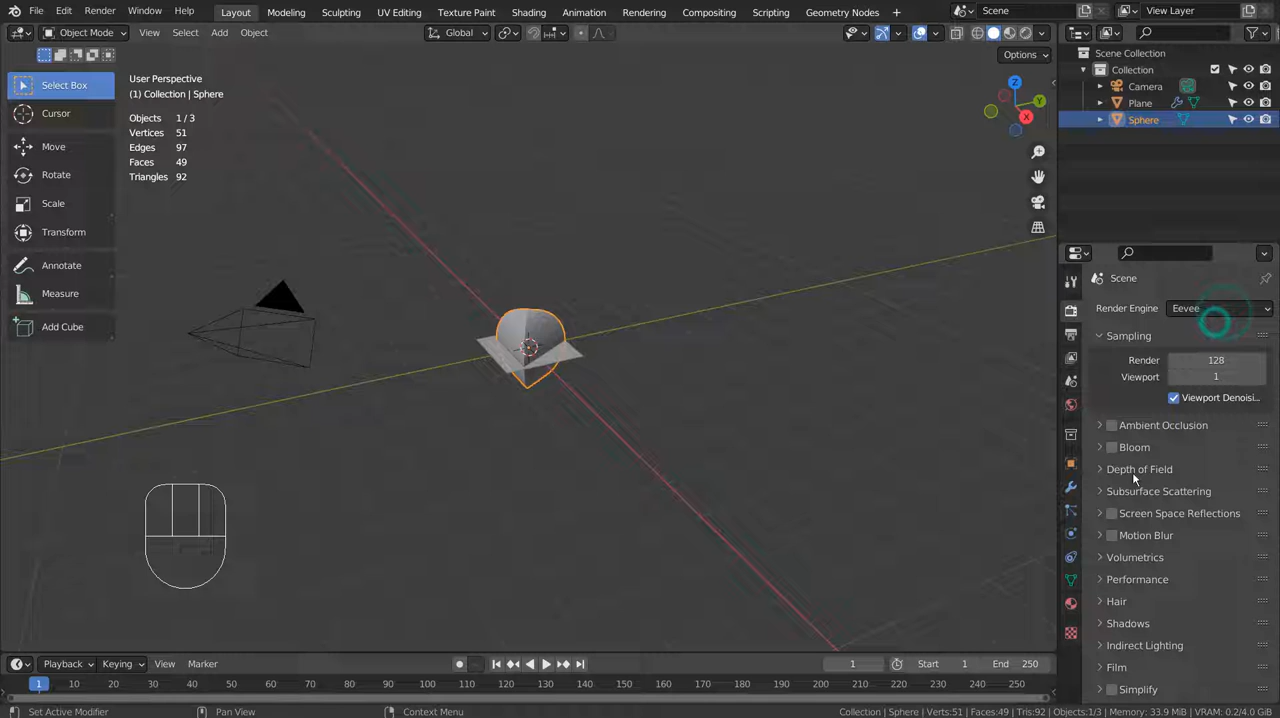 File Edit Render Window Help Layout Modeling Sculpting UV Editing Texture Paint Shading Animation Rendering Compositing Scripting Geometry Nodes + Scene View Layer
Object Mode View Select Add Object Global
Options
Select Box
Cursor
Move
Rotate
Scale
Transform
Annotate
Measure
Add Cube
User Perspective
(1) Collection | Sphere
Objects 1 / 3
Vertices 51
Edges 97
Faces 49
Triangles 92
Z
Y
X
Scene Collection
Collection
Camera
Plane
Sphere
Scene
Render Engine Eevee
Sampling
Render 128
Viewport 1
Viewport Denoisi...
Ambient Occlusion
Bloom
Depth of Field
Subsurface Scattering
Screen Space Reflections
Motion Blur
Volumetrics
Performance
Hair
Shadows
Indirect Lighting
Film
Simplify
Playback Keying View Marker 1 Start 1 End 250
1 10 20 30 40 50 60 70 80 90 100 110 120 130 140 150 160 170 180 190 200 210 220 230 240 250
Set Active Modifier Pan View Context Menu Collection | Sphere | Verts:51 | Faces:49 | Tris:92 | Objects:1/3 | Memory: 33.9 MiB | VRAM: 0.2/4.0 GiB